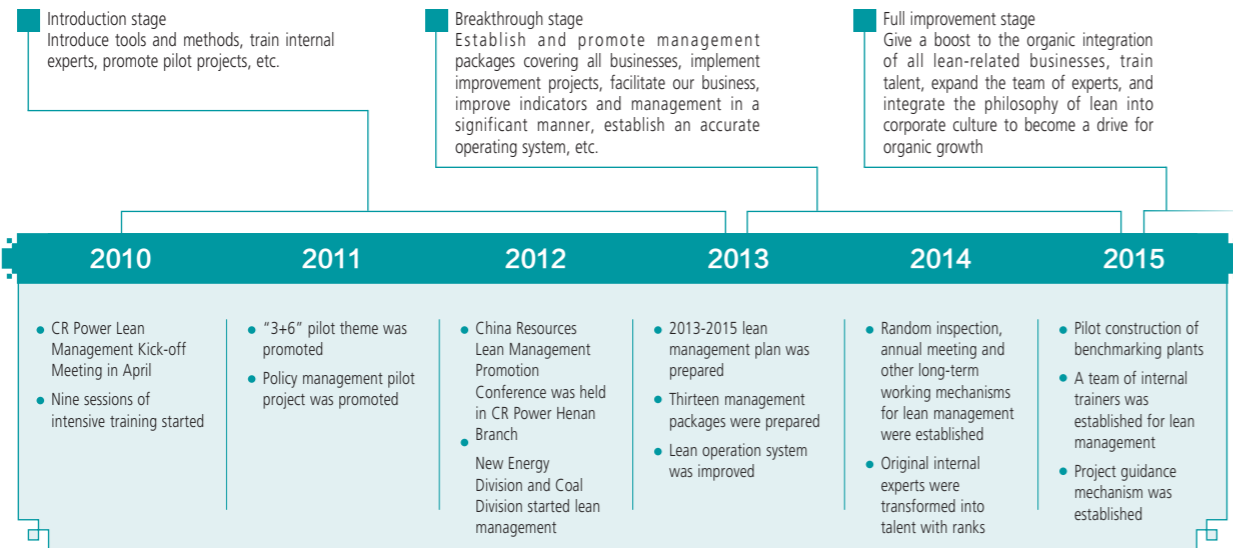 Introduction stage
Introduce tools and methods, train internal
experts, promote pilot projects, etc.
Breakthrough stage
Establish and promote management
packages covering all businesses, implement
improvement projects, facilitate our business,
improve indicators and management in a
significant manner, establish an accurate
operating system, etc.
Full improvement stage
Give a boost to the organic integration
of all lean-related businesses, train
talent, expand the team of experts, and
integrate the philosophy of lean into
corporate culture to become a drive for
organic growth
2010
2011
2012
2013
2014
2015
• CR Power Lean
Management Kick-off
Meeting in April
• Nine sessions of
intensive training started
• “3+6” pilot theme was
promoted
• Policy management pilot
project was promoted
• China Resources
Lean Management
Promotion
Conference was held
in CR Power Henan
Branch
• New Energy
Division and Coal
Division started lean
management
• 2013-2015 lean
management plan was
prepared
• Thirteen management
packages were prepared
• Lean operation system
was improved
• Random inspection,
annual meeting and
other long-term
working mechanisms
for lean management
were established
• Original internal
experts were
transformed into
talent with ranks
• Pilot construction of
benchmarking plants
• A team of internal
trainers was
established for lean
management
• Project guidance
mechanism was
established